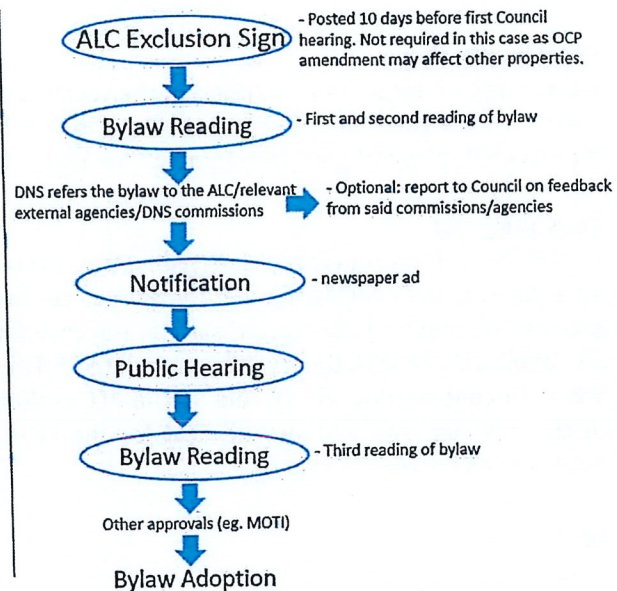 ALC Exclusion Sign
- Posted 10 days before first Council
hearing. Not required in this case as OCP
amendment may affect other properties.
Bylaw Reading
- First and second reading of bylaw
DNS refers the bylaw to the ALC/relevant
external agencies/DNS commissions
- Optional: report to Council on feedback
from said commissions/agencies
Notification
- newspaper ad
Public Hearing
Bylaw Reading
- Third reading of bylaw
Other approvals (eg. MOTI)
Bylaw Adoption